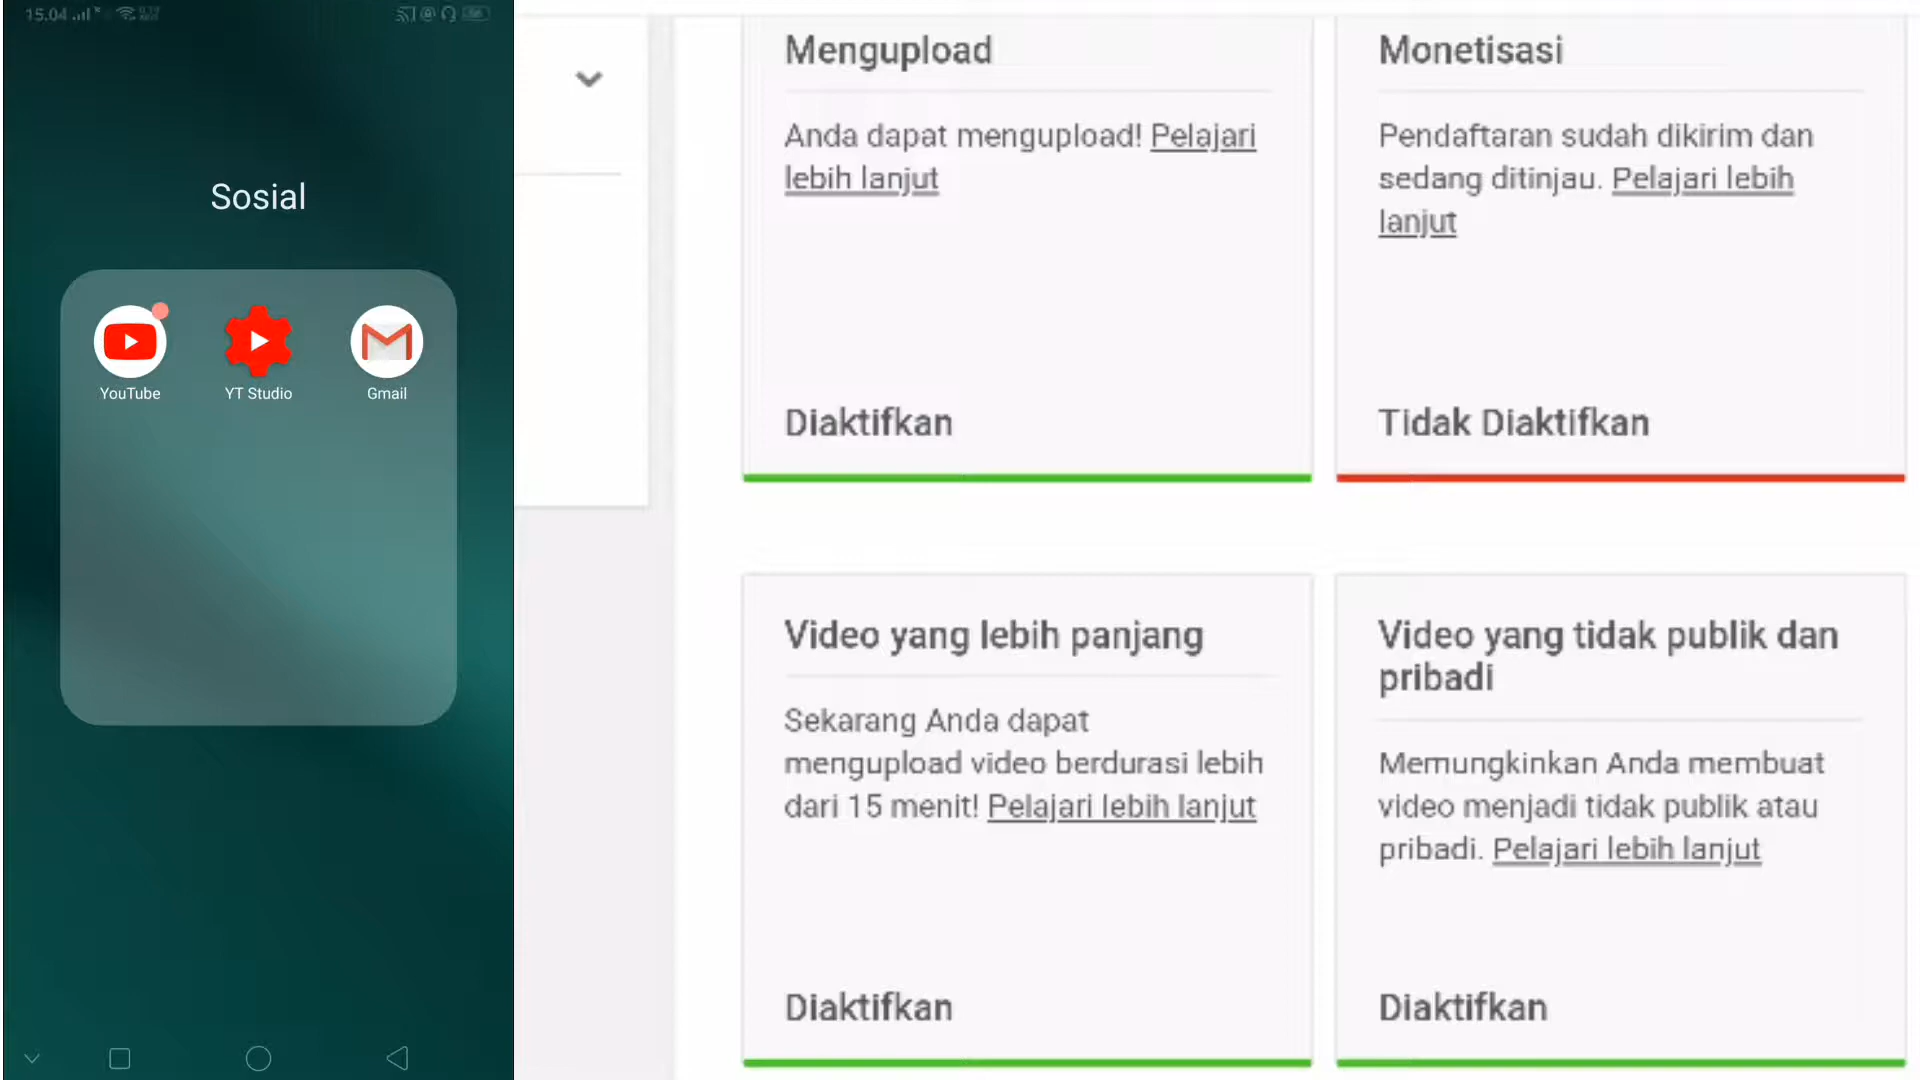 15.04
Sosial
YouTube
YT Studio
Gmail
Mengupload
Anda dapat mengupload! Pelajari
lebih lanjut
Diaktifkan
Monetisasi
Pendaftaran sudah dikirim dan
sedang ditinjau. Pelajari lebih
lanjut
Tidak Diaktifkan
Video yang lebih panjang
Sekarang Anda dapat
mengupload video berdurasi lebih
dari 15 menit! Pelajari lebih lanjut
Diaktifkan
Video yang tidak publik dan
pribadi
Memungkinkan Anda membuat
video menjadi tidak publik atau
pribadi. Pelajari lebih lanjut
Diaktifkan